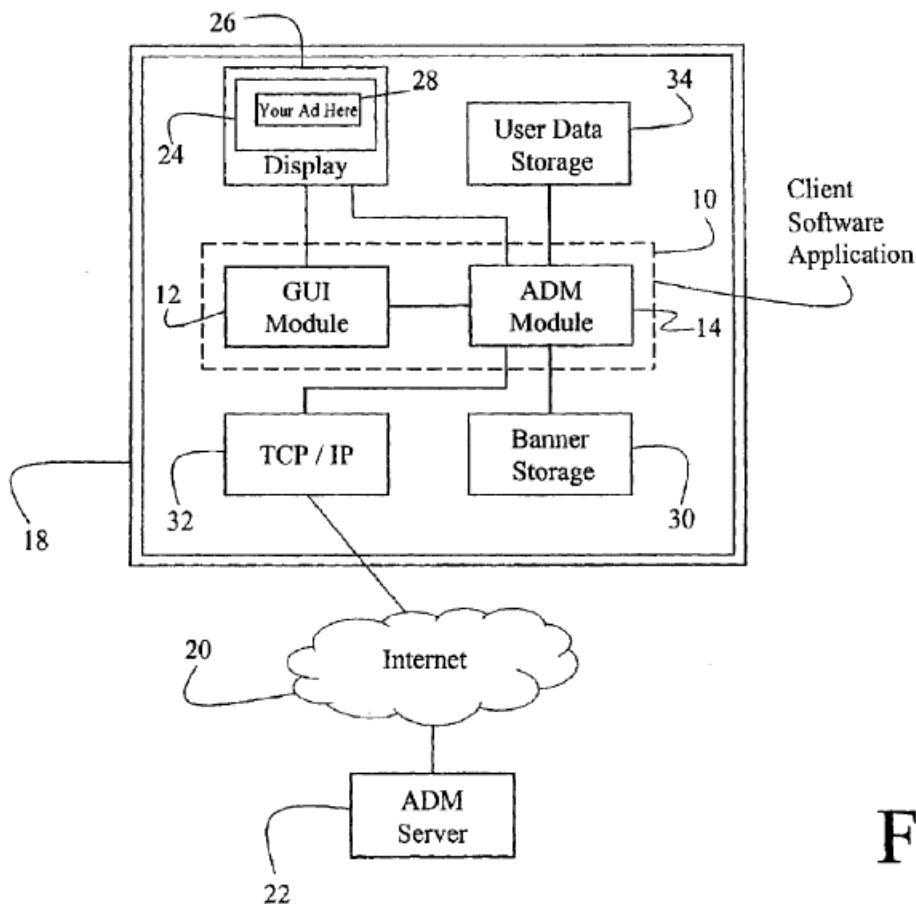 26
28
34
Your Ad Here
24
Display
User Data
Storage
10
Client
Software
Application
12
GUI
Module
ADM
Module
14
TCP / IP
Banner
Storage
18
32
30
20
Internet
ADM
Server
22
F